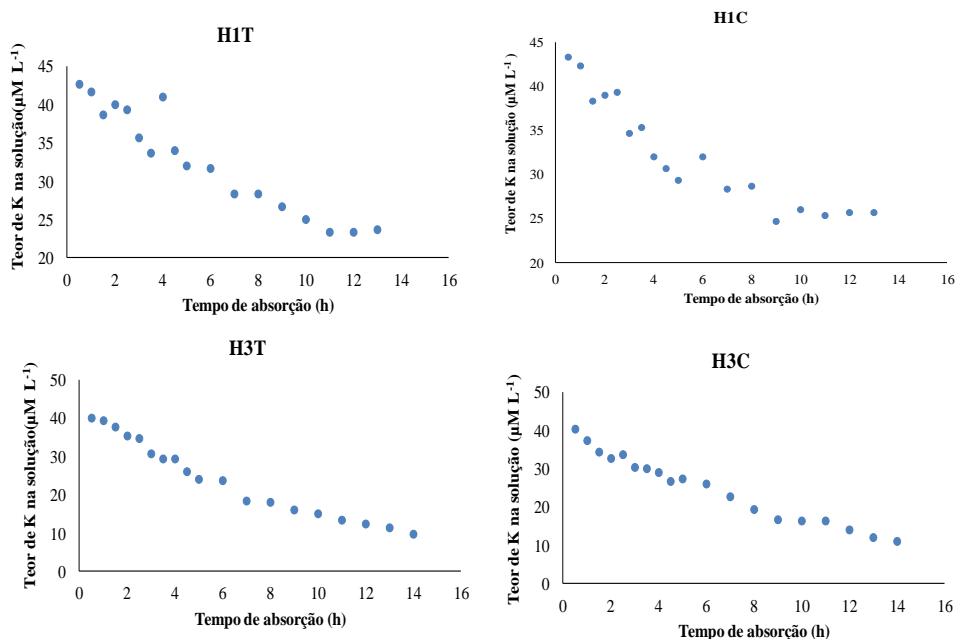 H1T
Teor de K na solução(µM L-1)
45
40
35
30
25
20
0 2 4 6 8 10 12 14 16
Tempo de absorção (h)
H1C
Teor de K na solução (µM L-1)
45
40
35
30
25
20
0 2 4 6 8 10 12 14 16
Tempo de absorção (h)
H3T
Teor de K na solução(µM L-1)
50
40
30
20
10
0
0 2 4 6 8 10 12 14 16
Tempo de absorção (h)
H3C
Teor de K na solução (µM L-1)
50
40
30
20
10
0
0 2 4 6 8 10 12 14 16
Tempo de absorção (h)